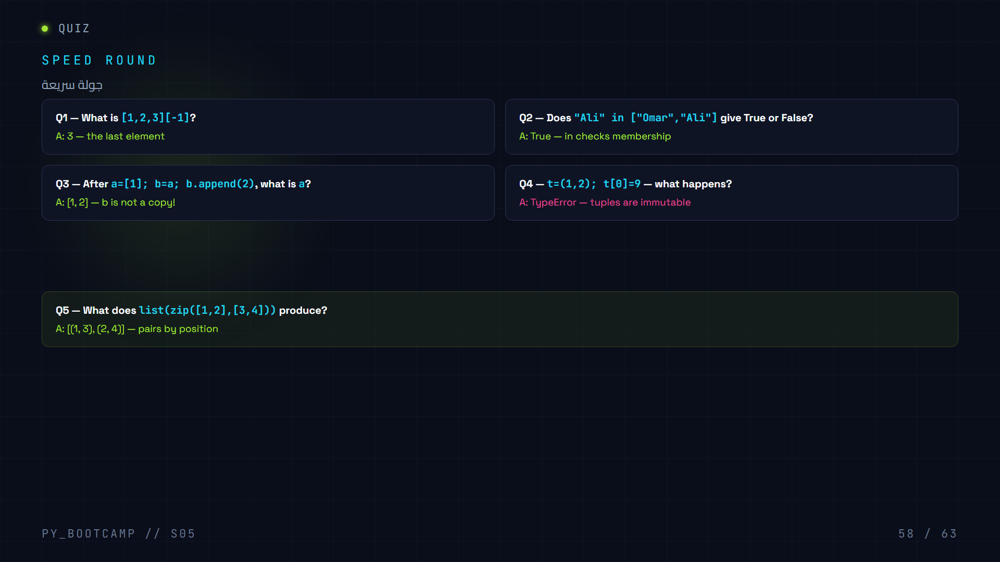 QUIZ
SPEED ROUND
جولة سريعة
Q1 — What is [1,2,3][-1]?
A: 3 — the last element
Q2 — Does "Ali" in ["Omar","Ali"] give True or False?
A: True — in checks membership
Q3 — After a=[1]; b=a; b.append(2), what is a?
A: [1, 2] — b is not a copy!
Q4 — t=(1,2); t[0]=9 — what happens?
A: TypeError — tuples are immutable
Q5 — What does list(zip([1,2],[3,4])) produce?
A: [(1, 3), (2, 4)] — pairs by position
PY_BOOTCAMP // S05
58 / 63